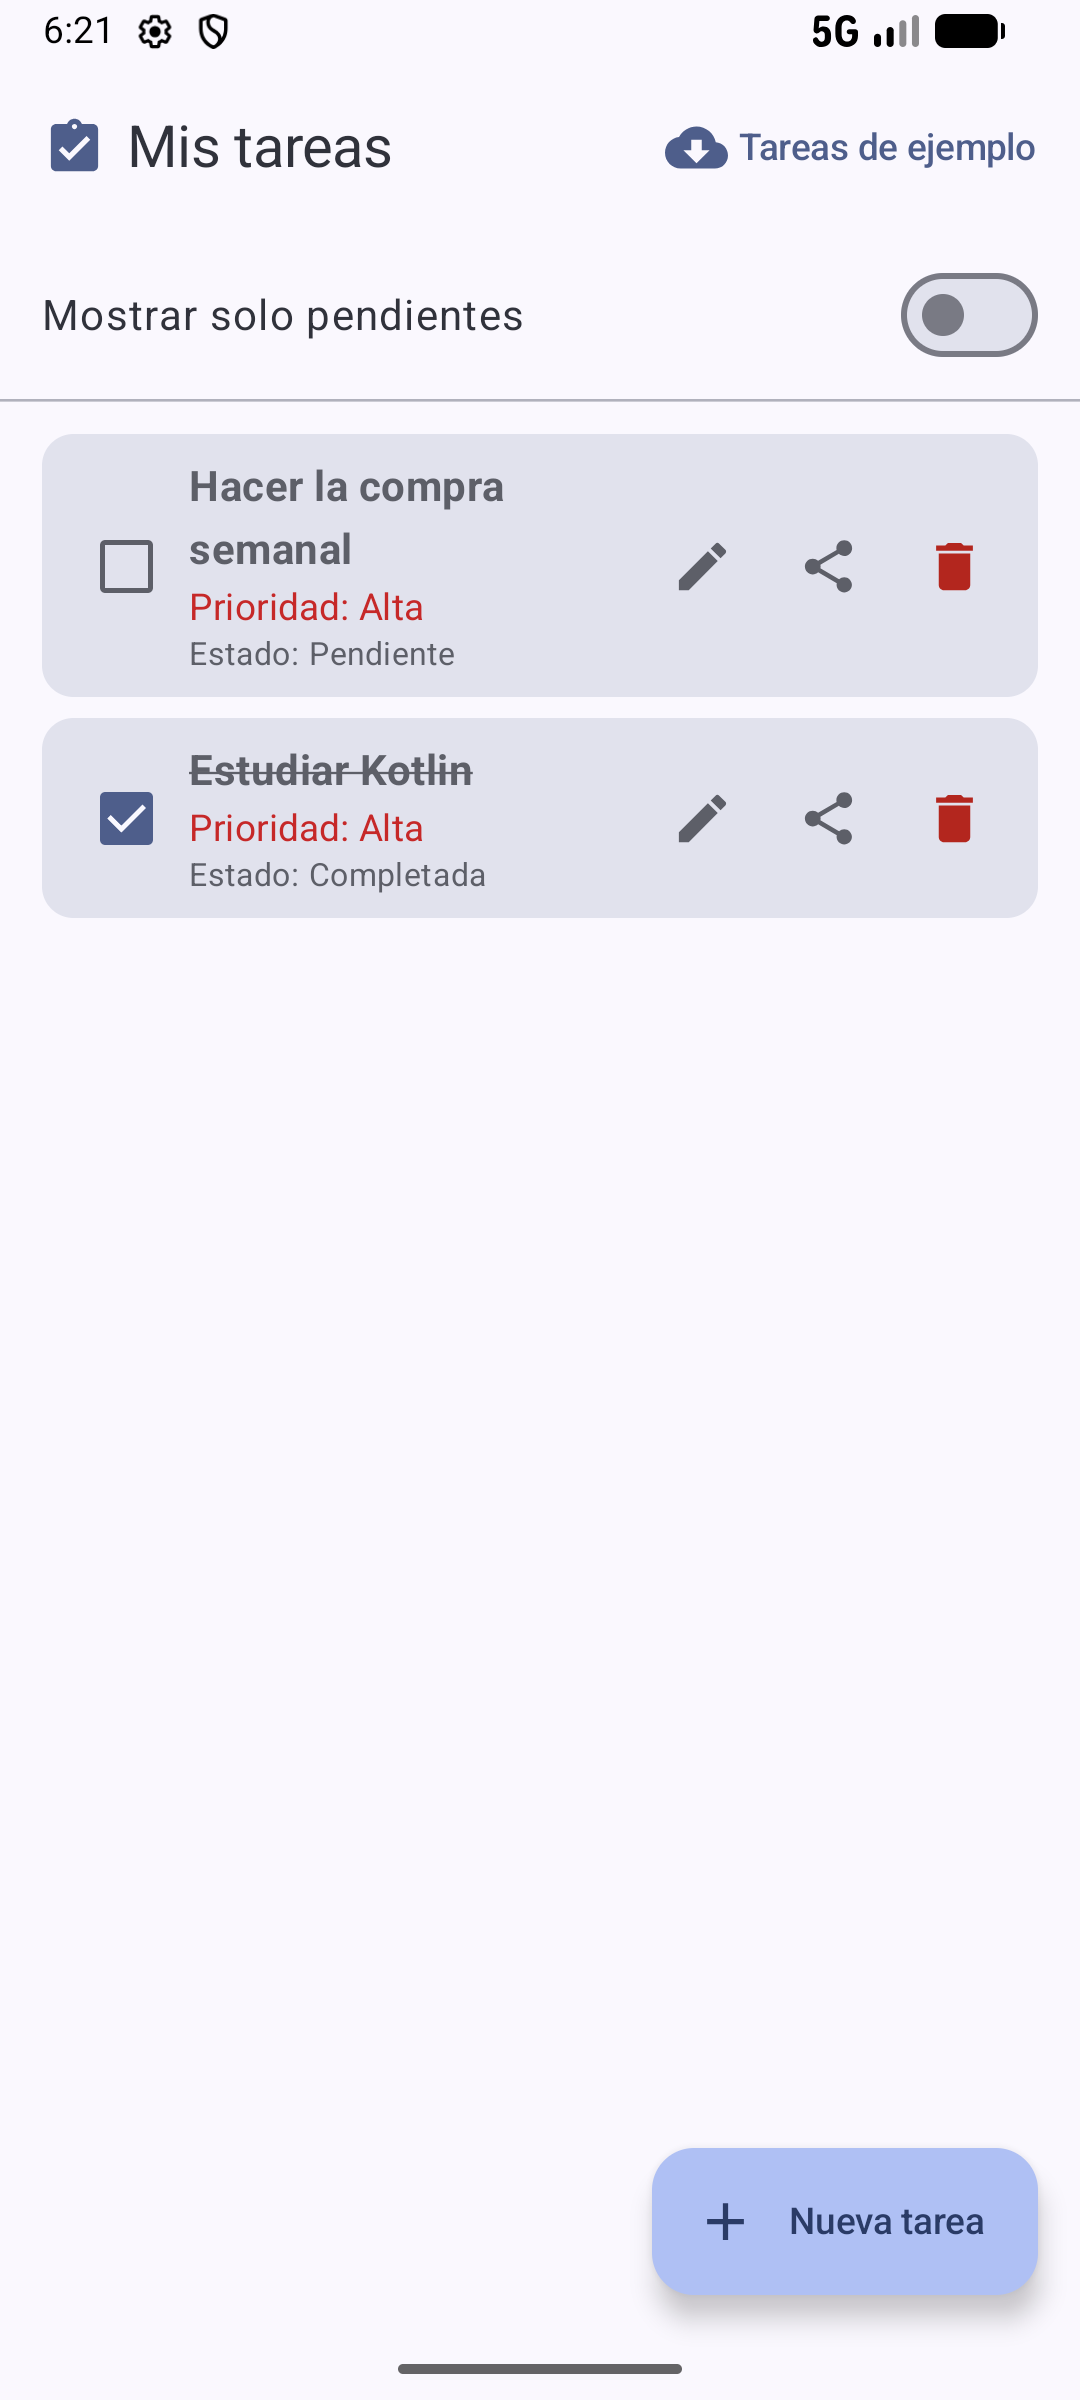 6:21
5G
Mis tareas
Tareas de ejemplo
Mostrar solo pendientes
Hacer la compra
semanal
Prioridad: Alta
Estado: Pendiente
Estudiar Kotlin
Prioridad: Alta
Estado: Completada
Nueva tarea